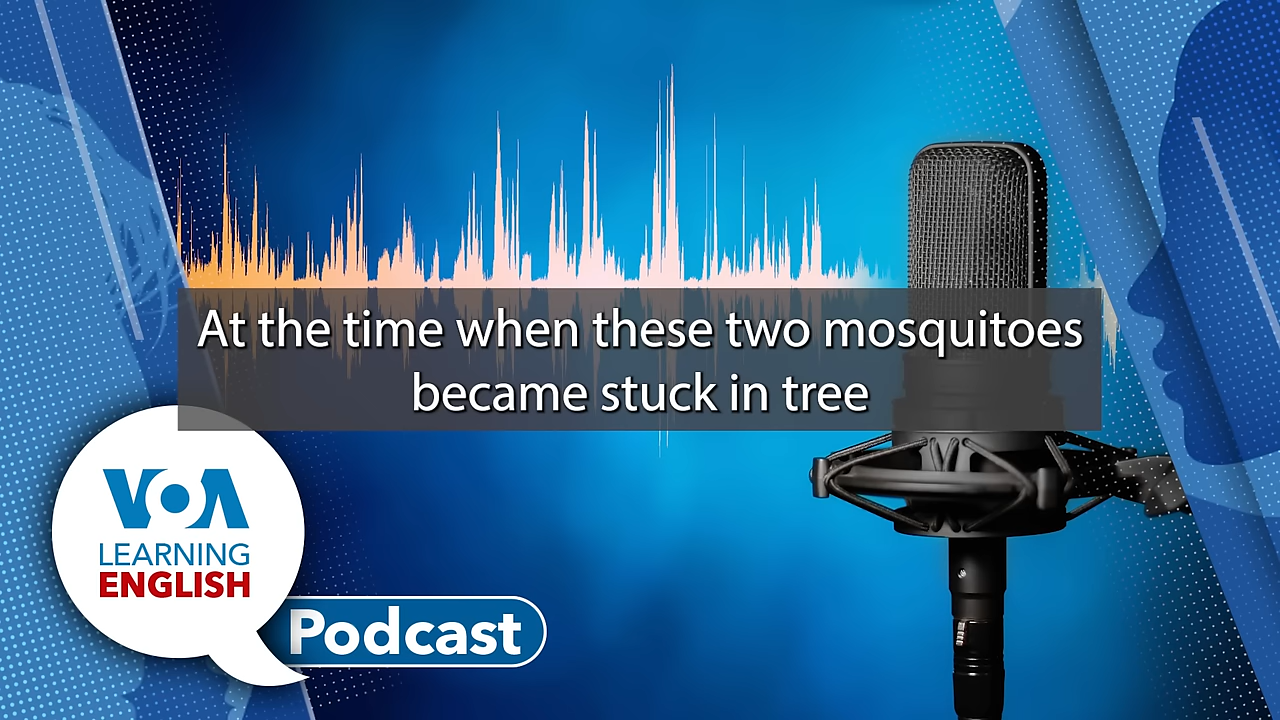 At the time when these two mosquitoes
became stuck in tree
VOA
LEARNING
ENGLISH
Podcast